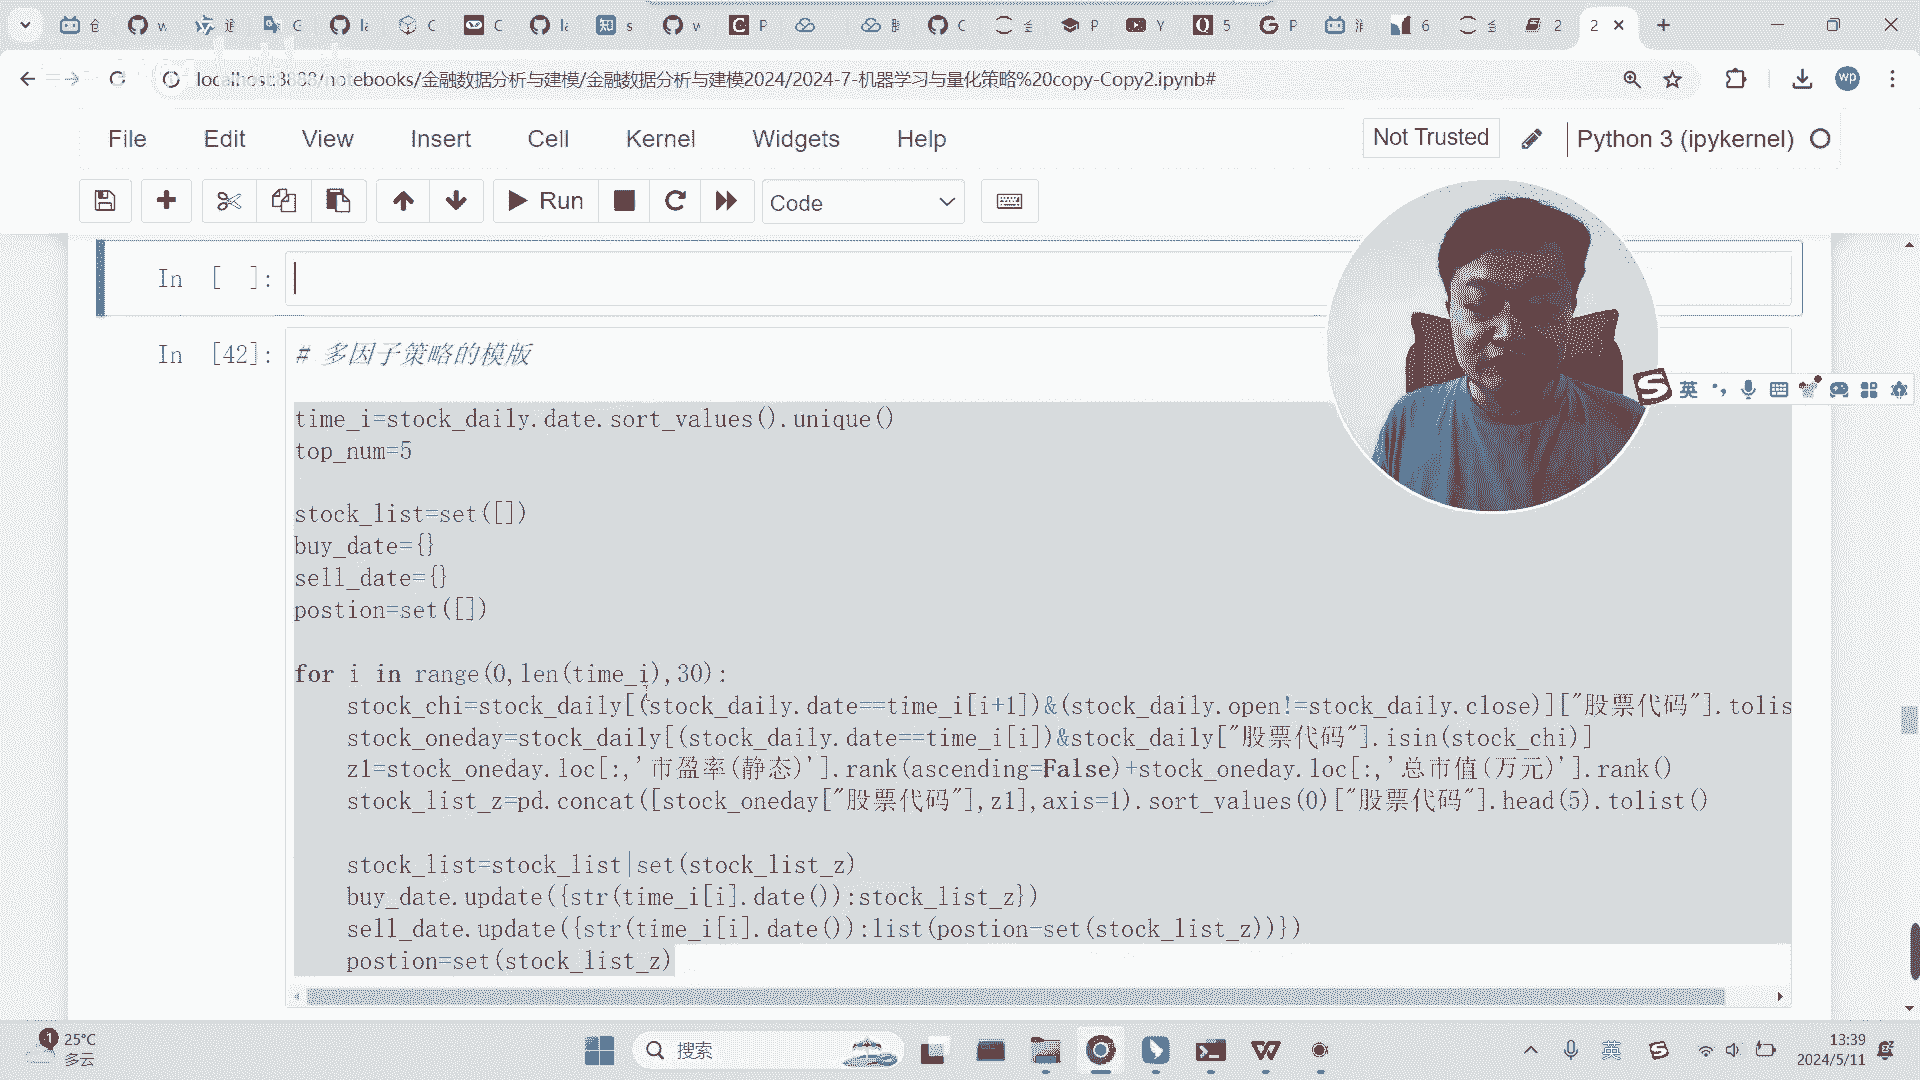 localhost:8888/notebooks/金融数据分析与建模/金融数据分析与建模2024/2024-7-机器学习与量化策略%20copy-Copy2.ipynb#
wp
File Edit View Insert Cell Kernel Widgets Help
Not Trusted
Python 3 (ipykernel)
Run
Code
In [ ]:
In [42]:
# 多因子策略的模版
time_i=stock_daily.date.sort_values().unique()
top_num=5
stock_list=set([])
buy_date={}
sell_date={}
postion=set([])
for i in range(0,len(time_i),30):
stock_chi=stock_daily[(stock_daily.date==time_i[i+1])&(stock_daily.open!=stock_daily.close)]["股票代码"].tolis
stock_oneday=stock_daily[(stock_daily.date==time_i[i])&stock_daily["股票代码"].isin(stock_chi)]
z1=stock_oneday.loc[:,'市盈率(静态)'].rank(ascending=False)+stock_oneday.loc[:,'总市值(万元)'].rank()
stock_list_z=pd.concat([stock_oneday["股票代码"],z1],axis=1).sort_values(0)["股票代码"].head(5).tolist()
stock_list=stock_list|set(stock_list_z)
buy_date.update({str(time_i[i].date()):stock_list_z})
sell_date.update({str(time_i[i].date()):list(postion-set(stock_list_z))})
postion=set(stock_list_z)
英
1
25°C
多云
搜索
英
13:39
2024/5/11